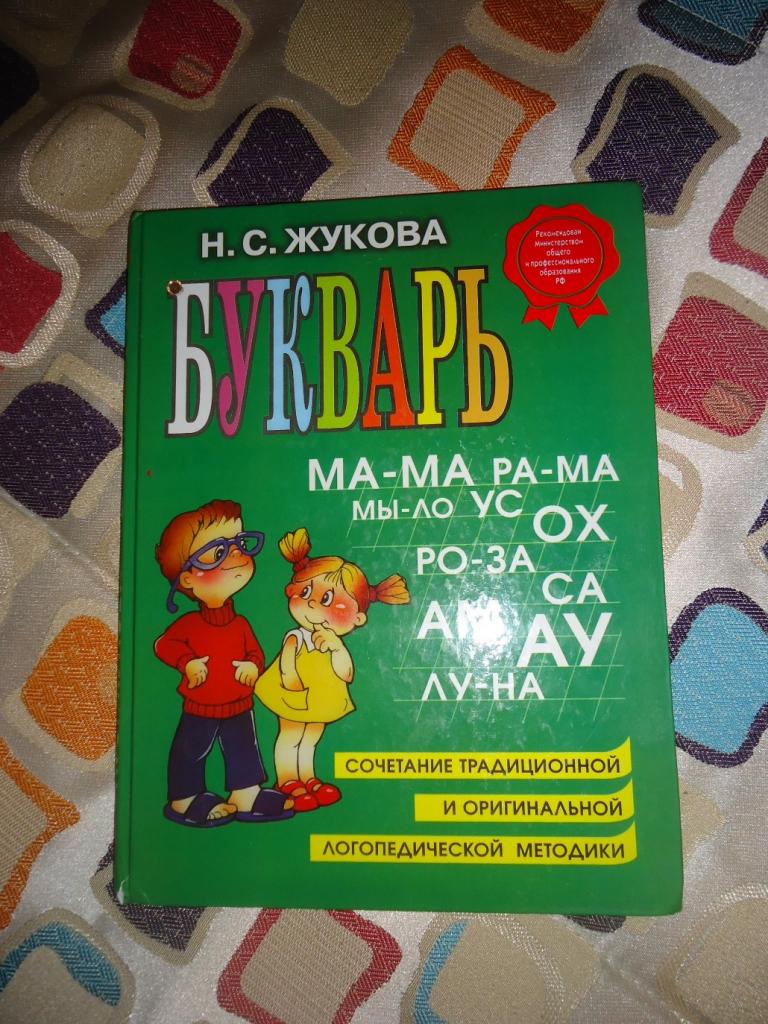 Н. С. ЖУКОВА
Рекомендован
Министерством
общего
и профессионального
образования
РФ
БУКВАРЬ
МА-МА РА-МА
МЫ-ЛО УС
ОХ
РО-ЗА
СА
АМ
АУ
ЛУ-НА
СОЧЕТАНИЕ ТРАДИЦИОННОЙ
И ОРИГИНАЛЬНОЙ
ЛОГОПЕДИЧЕСКОЙ МЕТОДИКИ